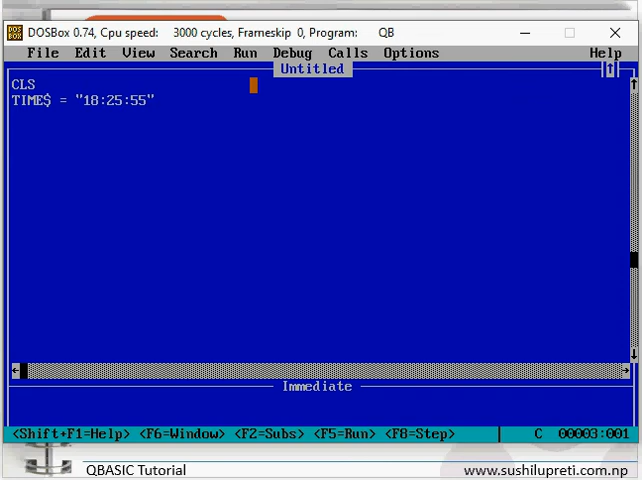 DOSBox 0.74, Cpu speed: 3000 cycles, Frameskip 0, Program: QB
File Edit View Search Run Debug Calls Options Help
Untitled
CLS
TIME$ = "18:25:55"
Immediate
<Shift+F1=Help> <F6=Window> <F2=Subs> <F5=Run> <F8=Step> C 00003:001
QBASIC Tutorial www.sushilupreti.com.np